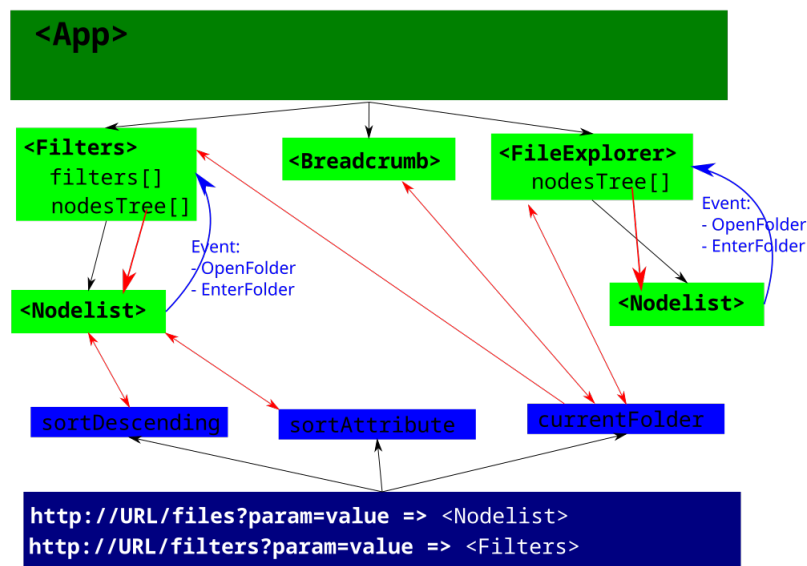 <App>
<Filters>
filters[]
nodesTree[]
<Breadcrumb>
<FileExplorer>
nodesTree[]
Event:
- OpenFolder
- EnterFolder
Event:
- OpenFolder
- EnterFolder
<Nodelist>
<Nodelist>
sortDescending
sortAttribute
currentFolder
http://URL/files?param=value => <Nodelist>
http://URL/filters?param=value => <Filters>